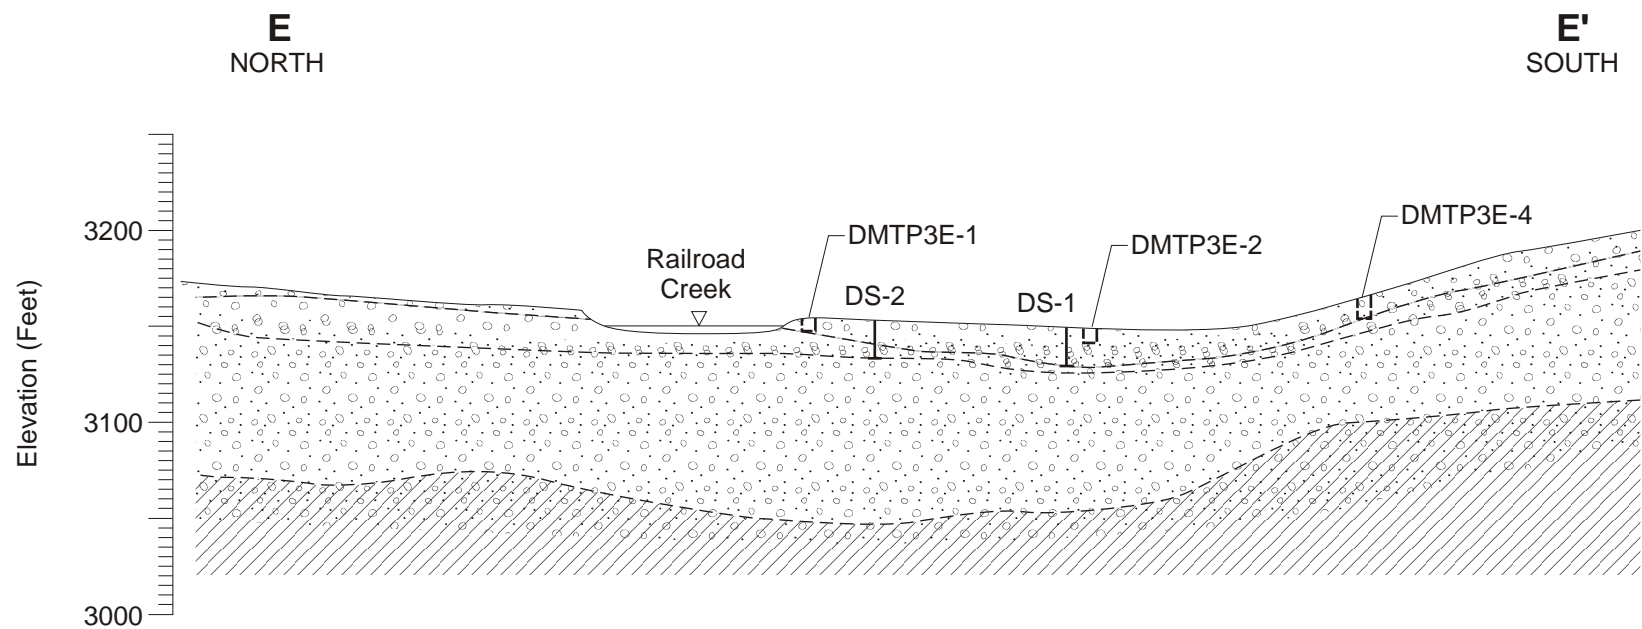 E
NORTH
E'
SOUTH
Elevation (Feet)
3200
3100
3000
Railroad
Creek
DMTP3E-1
DS-2
DS-1
DMTP3E-2
DMTP3E-4